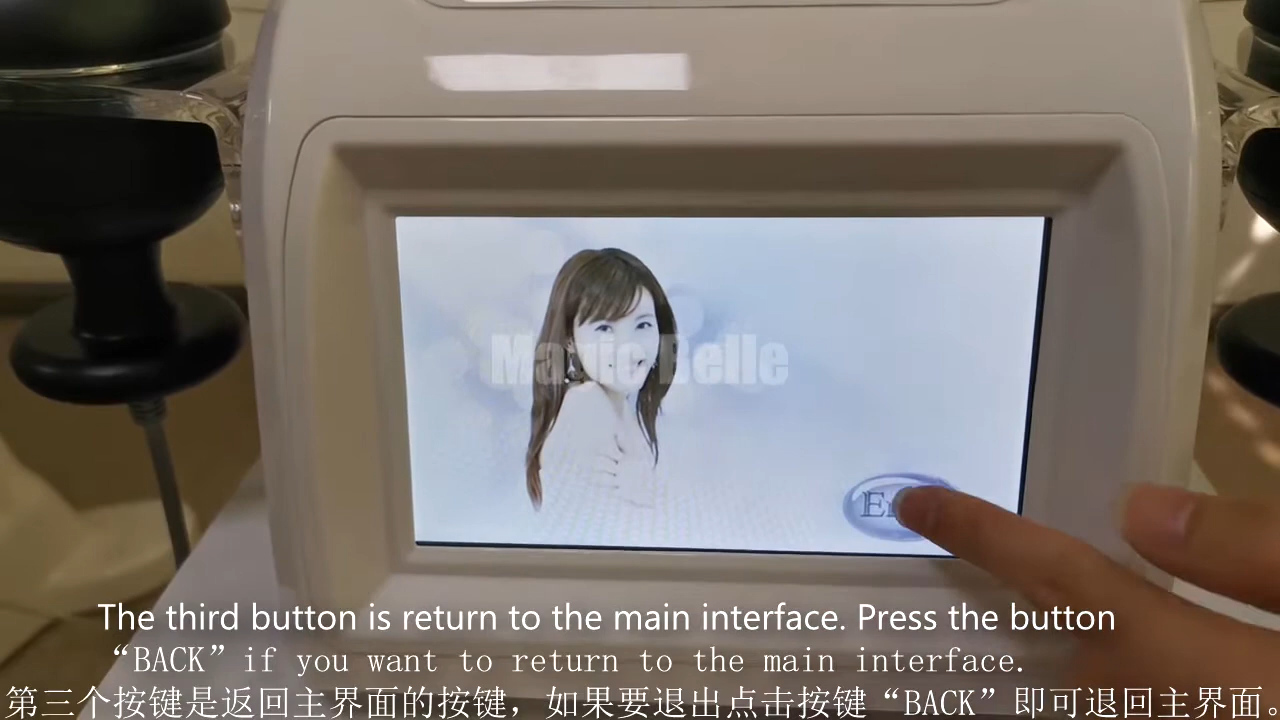 Magic Belle
The third button is return to the main interface. Press the button
“BACK”if you want to return to the main interface.
第三个按键是返回主界面的按键，如果要退出点击按键“BACK”即可退回主界面。